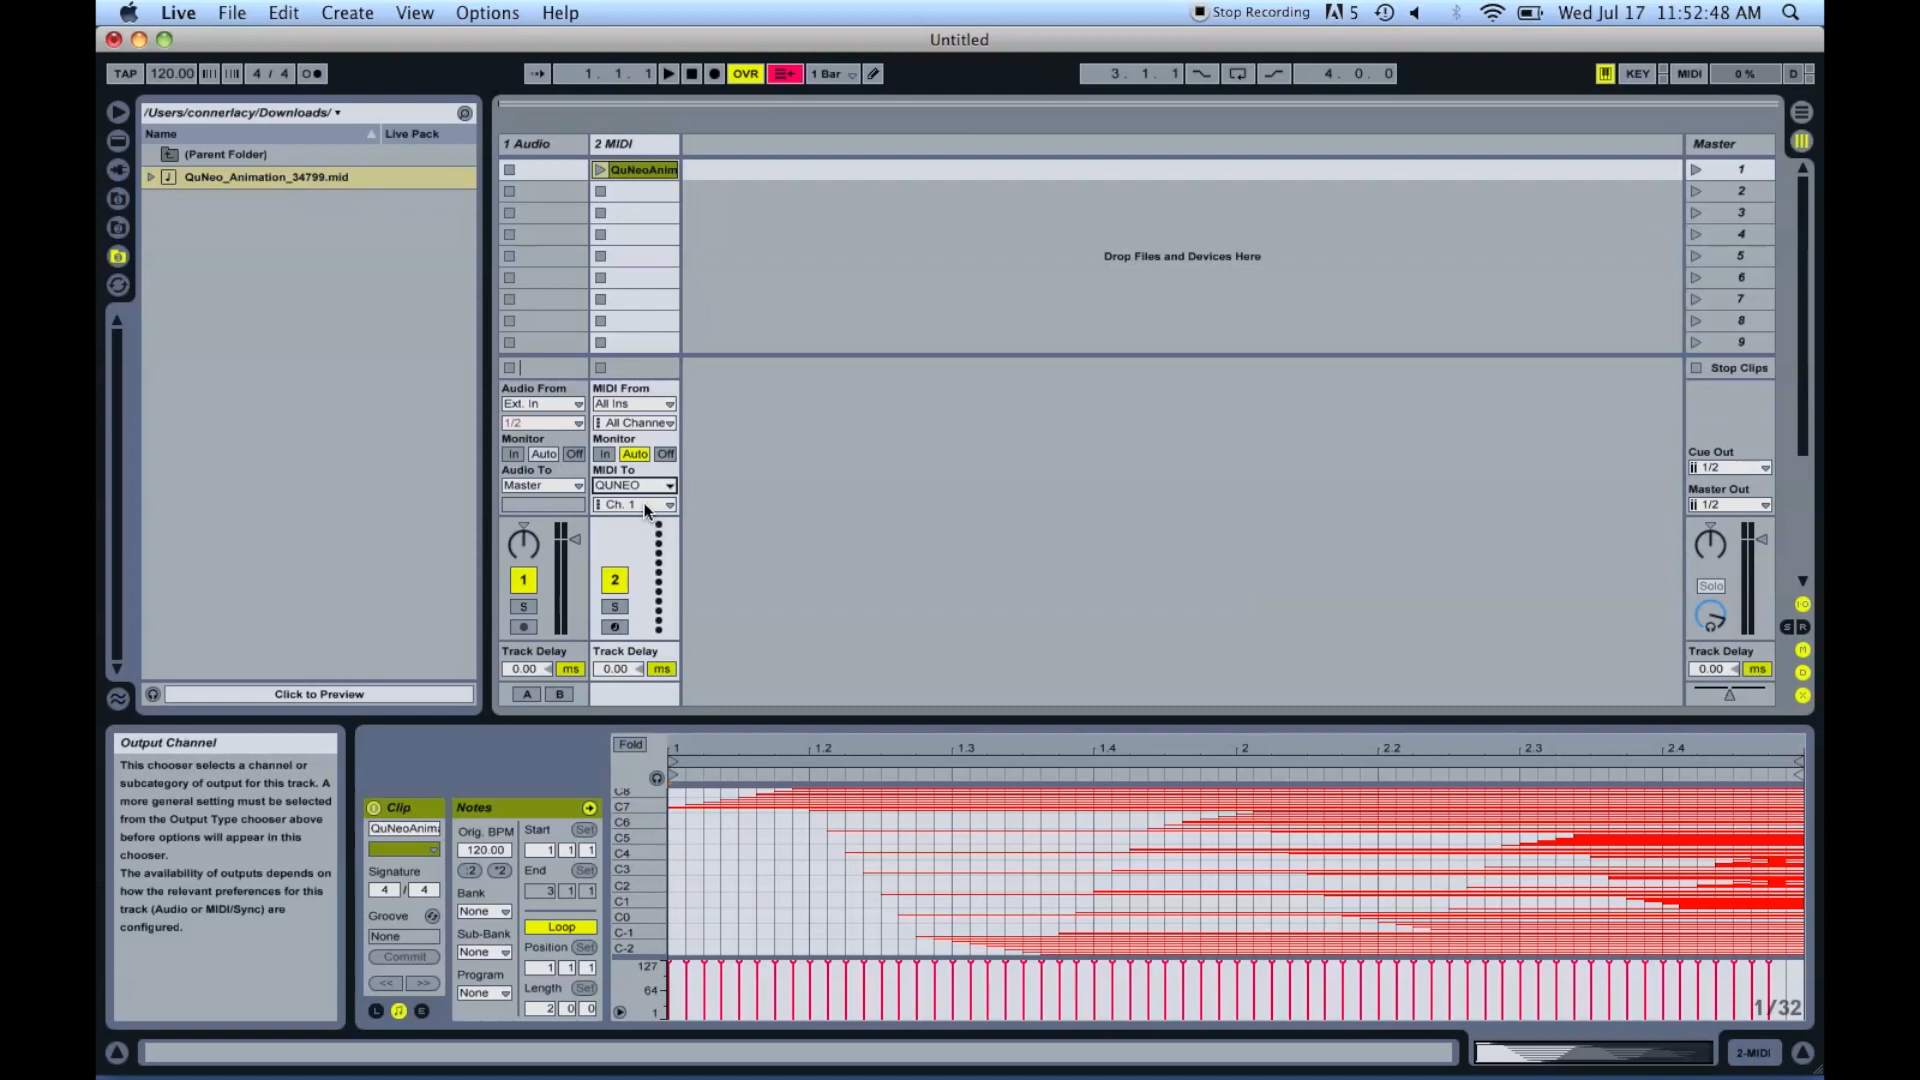 Live File Edit Create View Options Help Stop Recording 5 Wed Jul 17 11:52:48 AM
Untitled
TAP 120.00 4 / 4 1. 1. 1 OVR 1 Bar 3. 1. 1 4. 0. 0 KEY MIDI 0 % D
/Users/connerlacy/Downloads/
Name Live Pack
(Parent Folder)
QuNeo_Animation_34799.mid
Click to Preview
1 Audio 2 MIDI Master
QuNeoAnim 1
2
3
4
Drop Files and Devices Here 5
6
7
8
9
Stop Clips
Audio From MIDI From
Ext. In All Ins
1/2 All Channe
Monitor Monitor
In Auto Off In Auto Off
Audio To MIDI To
Master QUNEO
Ch. 1
Cue Out
1/2
Master Out
1/2
1 2 Solo
S S
S R
Track Delay Track Delay Track Delay
0.00 ms 0.00 ms 0.00 ms
A B
Output Channel
This chooser selects a channel or
subcategory of output for this track. A
more general setting must be selected
from the Output Type chooser above
before options will appear in this
chooser.
The availability of outputs depends on
how the relevant preferences for this
track (Audio or MIDI/Sync) are
configured.
Clip
QuNeoAnima
Signature
4 / 4
Groove
None
Commit
<< >>
L E
Notes
Orig. BPM
120.00
:2 *2
Bank
None
Sub-Bank
None
Program
None
Start Set
1 1 1
End Set
3 1 1
Loop
Position Set
1 1 1
Length Set
2 0 0
Fold 1 1.2 1.3 1.4 2 2.2 2.3 2.4
C8
C7
C6
C5
C4
C3
C2
C1
C0
C-1
C-2
127
64
1
1/32
2-MIDI